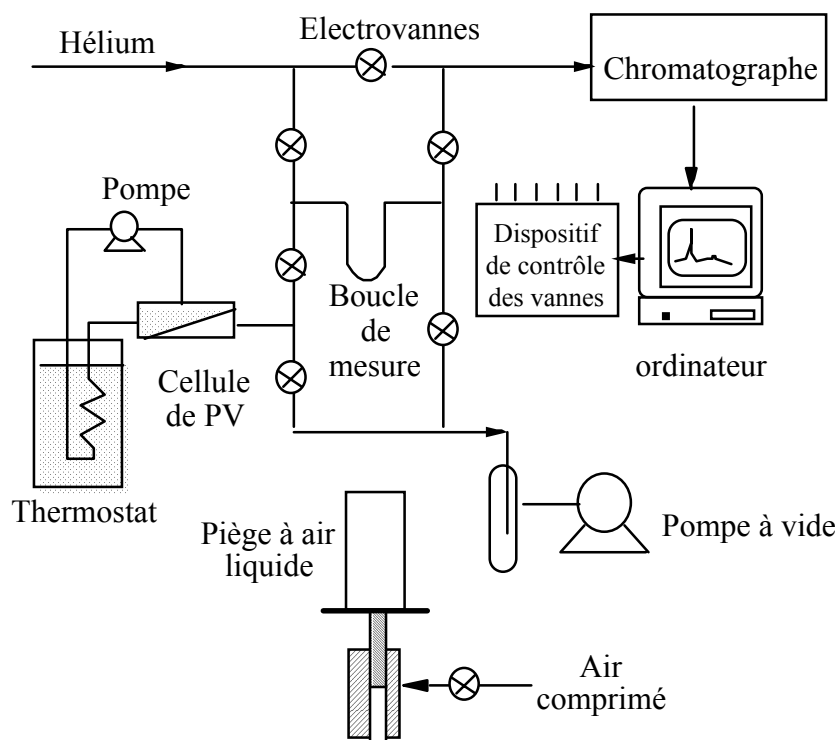 Electrovannes
Hélium
Chromatographe
Pompe
Dispositif
de contrôle
des vannes
Boucle
de
mesure
ordinateur
Cellule
de PV
Thermostat
Piège à air
liquide
Pompe à vide
Air
comprimé